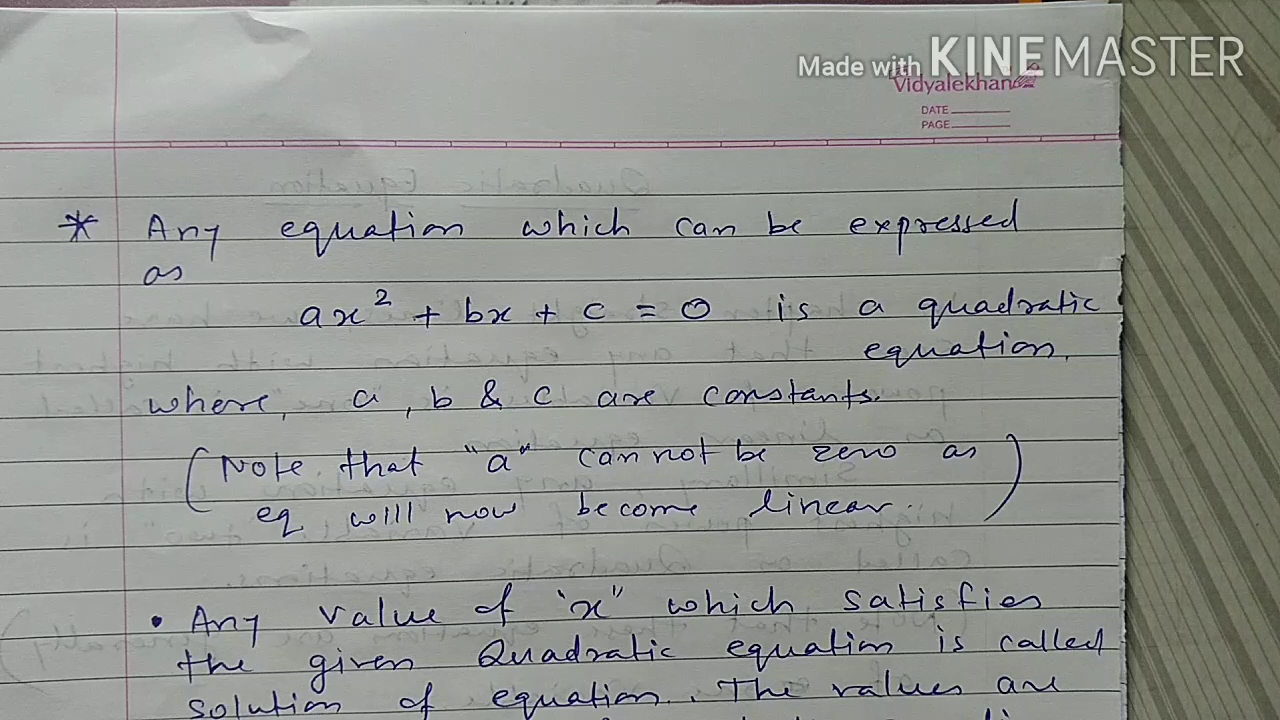 Made with KINEMASTER
Vidyalekhan
DATE
PAGE
Quadratic Equation
* Any equation which can be expressed
as
ax² + bx + c = 0 is a quadratic
equation.
where, a, b & c are constants.
(Note that "a" cannot be zero as
eq will now become linear.)
• Any value of "x" which satisfies
the given Quadratic equation is called
solution of equation. The values are